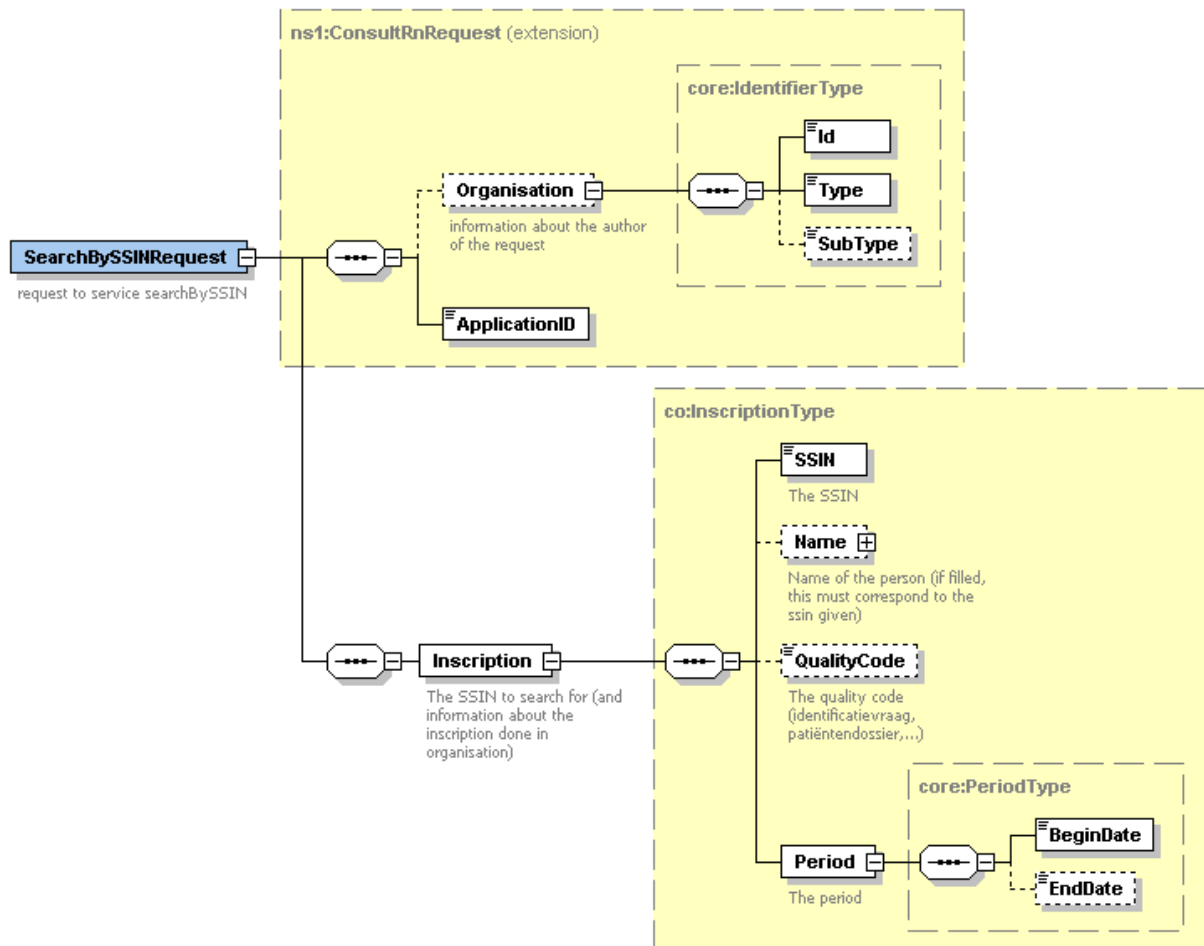 ns1:ConsultRnRequest (extension)
core:IdentifierType
Id
Type
SubType
Organisation
information about the author
of the request
ApplicationID
SearchBySSINRequest
request to service searchBySSIN
co:InscriptionType
SSIN
The SSIN
Name
Name of the person (if filled,
this must correspond to the
ssin given)
QualityCode
The quality code
(identificatievraag,
patiëntendossier,...)
Inscription
The SSIN to search for (and
information about the
inscription done in
organisation)
core:PeriodType
BeginDate
EndDate
Period
The period